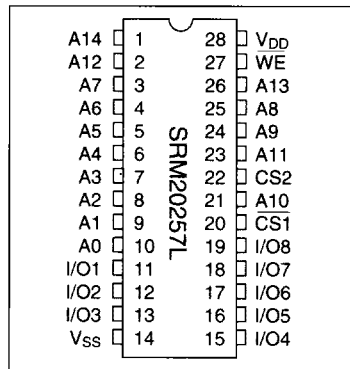 A14 1 28 VDD
A12 2 27 W̅E̅
A7 3 26 A13
A6 4 25 A8
A5 5 24 A9
A4 6 23 A11
A3 7 22 CS2
A2 8 21 A10
A1 9 20 C̅S̅1̅
A0 10 19 I/O8
I/O1 11 18 I/O7
I/O2 12 17 I/O6
I/O3 13 16 I/O5
VSS 14 15 I/O4
SRM20257L